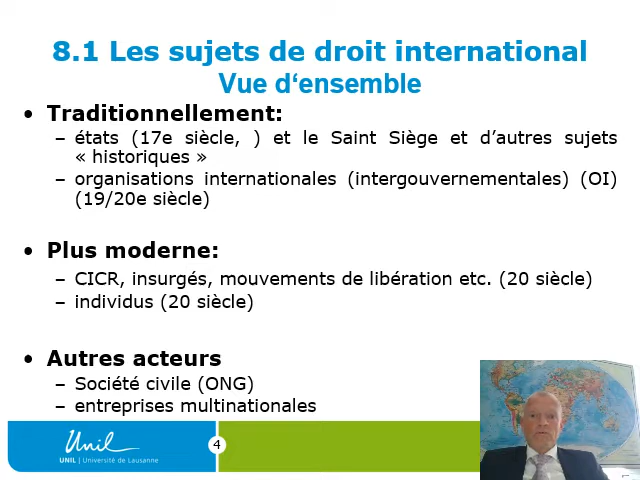 8.1 Les sujets de droit international
Vue d‘ensemble
• Traditionnellement:
– états (17e siècle, ) et le Saint Siège et d’autres sujets
« historiques »
– organisations internationales (intergouvernementales) (OI)
(19/20e siècle)
• Plus moderne:
– CICR, insurgés, mouvements de libération etc. (20 siècle)
– individus (20 siècle)
• Autres acteurs
– Société civile (ONG)
– entreprises multinationales
Unil
UNIL | Université de Lausanne
4